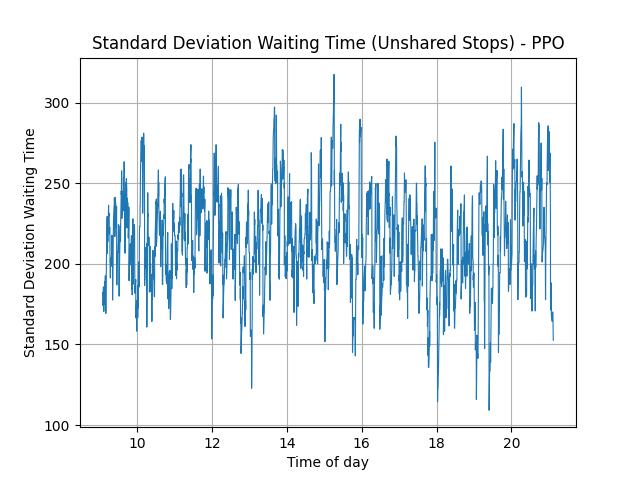 Standard Deviation Waiting Time (Unshared Stops) - PPO
Standard Deviation Waiting Time
300
250
200
150
100
10 12 14 16 18 20
Time of day